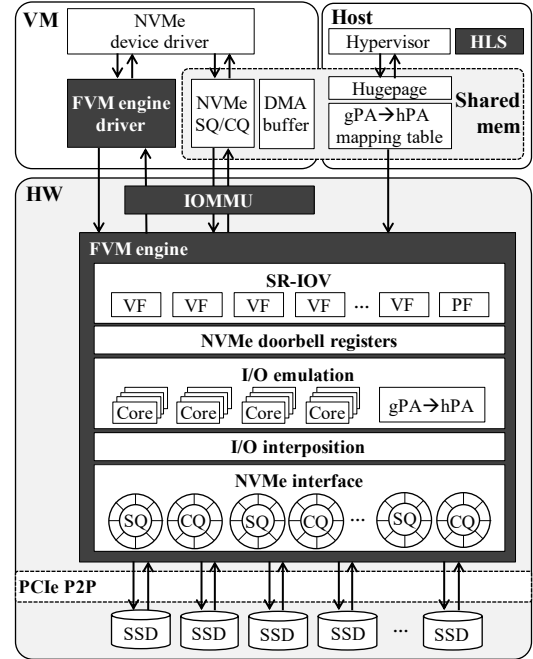 VM
NVMe
device driver
Host
Hypervisor
HLS
FVM engine
driver
NVMe
SQ/CQ
DMA
buffer
Hugepage
gPA→hPA
mapping table
Shared
mem
HW
IOMMU
FVM engine
SR-IOV
VF VF VF VF ... VF PF
NVMe doorbell registers
I/O emulation
Core Core Core Core gPA→hPA
I/O interposition
NVMe interface
SQ CQ SQ CQ ... SQ CQ
PCIe P2P
SSD SSD SSD SSD ... SSD